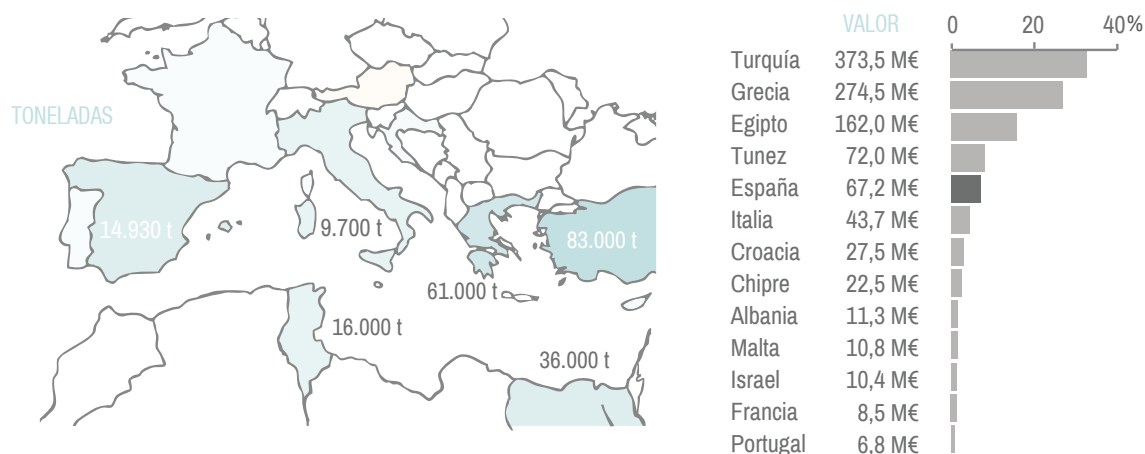 TONELADAS
14.930 t
9.700 t
83.000 t
61.000 t
16.000 t
36.000 t
VALOR 0 20 40%
Turquía 373,5 M€
Grecia 274,5 M€
Egipto 162,0 M€
Tunez 72,0 M€
España 67,2 M€
Italia 43,7 M€
Croacia 27,5 M€
Chipre 22,5 M€
Albania 11,3 M€
Malta 10,8 M€
Israel 10,4 M€
Francia 8,5 M€
Portugal 6,8 M€